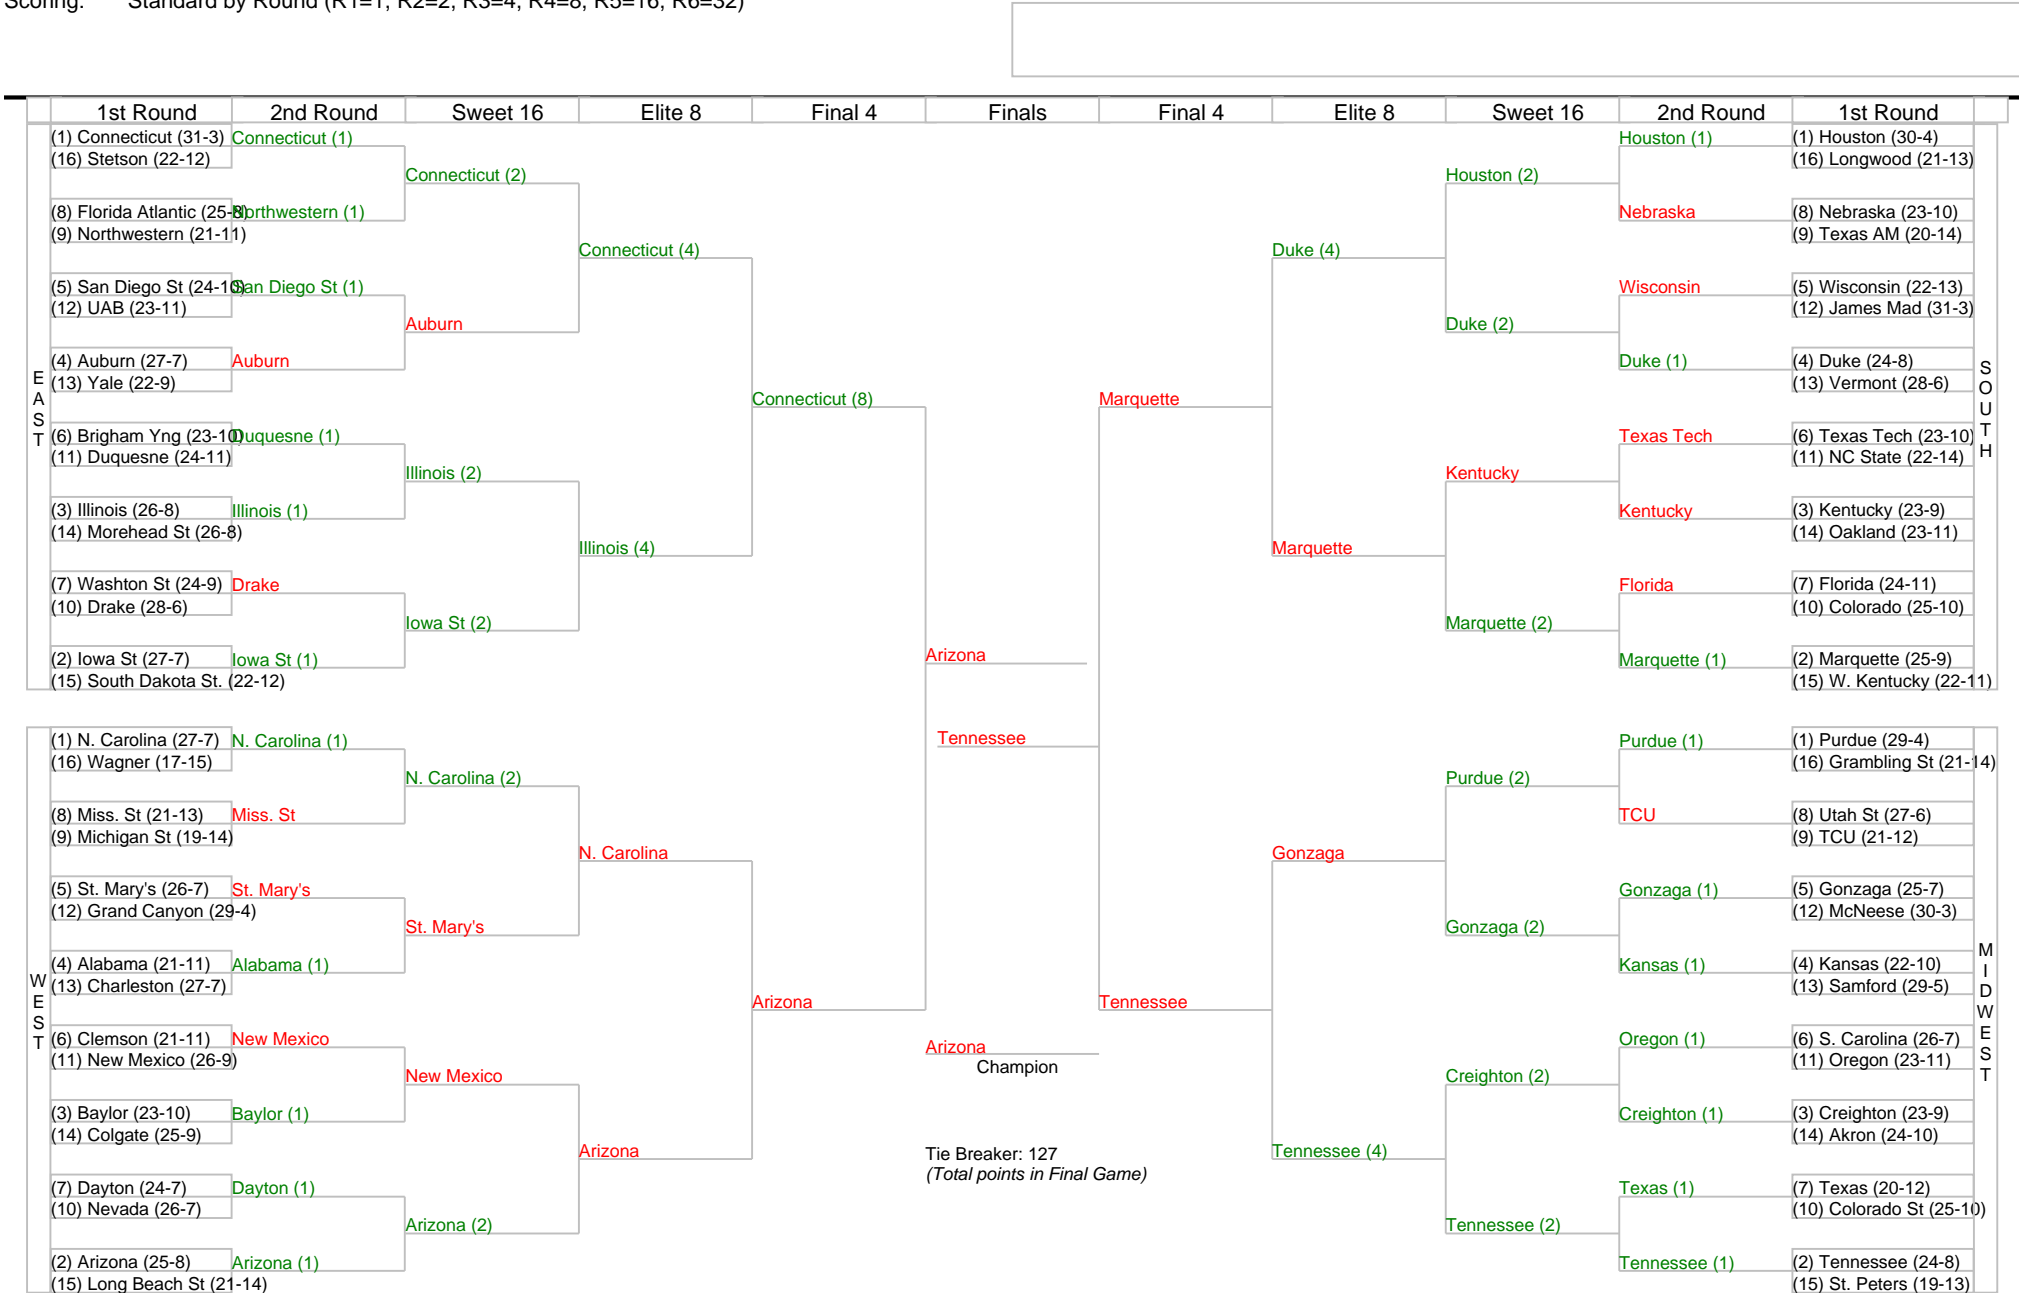 Scoring: Standard by Round (R1=1, R2=2, R3=4, R4=8, R5=16, R6=32)
1st Round 2nd Round Sweet 16 Elite 8 Final 4 Finals Final 4 Elite 8 Sweet 16 2nd Round 1st Round
EAST
(1) Connecticut (31-3)
(16) Stetson (22-12)
(8) Florida Atlantic (25-8)
(9) Northwestern (21-11)
(5) San Diego St (24-10)
(12) UAB (23-11)
(4) Auburn (27-7)
(13) Yale (22-9)
(6) Brigham Yng (23-10)
(11) Duquesne (24-11)
(3) Illinois (26-8)
(14) Morehead St (26-8)
(7) Washton St (24-9)
(10) Drake (28-6)
(2) Iowa St (27-7)
(15) South Dakota St. (22-12)
Connecticut (1)
Northwestern (1)
San Diego St (1)
Auburn
Duquesne (1)
Illinois (1)
Drake
Iowa St (1)
Connecticut (2)
Auburn
Illinois (2)
Iowa St (2)
Connecticut (4)
Illinois (4)
Connecticut (8)
WEST
(1) N. Carolina (27-7)
(16) Wagner (17-15)
(8) Miss. St (21-13)
(9) Michigan St (19-14)
(5) St. Mary's (26-7)
(12) Grand Canyon (29-4)
(4) Alabama (21-11)
(13) Charleston (27-7)
(6) Clemson (21-11)
(11) New Mexico (26-9)
(3) Baylor (23-10)
(14) Colgate (25-9)
(7) Dayton (24-7)
(10) Nevada (26-7)
(2) Arizona (25-8)
(15) Long Beach St (21-14)
N. Carolina (1)
Miss. St
St. Mary's
Alabama (1)
New Mexico
Baylor (1)
Dayton (1)
Arizona (1)
N. Carolina (2)
St. Mary's
New Mexico
Arizona (2)
N. Carolina
Arizona
Arizona
Arizona
Tennessee
Arizona
Champion
Tie Breaker: 127
(Total points in Final Game)
Marquette
Duke (4)
Marquette
Houston (2)
Duke (2)
Kentucky
Marquette (2)
Houston (1)
Nebraska
Wisconsin
Duke (1)
Texas Tech
Kentucky
Florida
Marquette (1)
(1) Houston (30-4)
(16) Longwood (21-13)
(8) Nebraska (23-10)
(9) Texas AM (20-14)
(5) Wisconsin (22-13)
(12) James Mad (31-3)
(4) Duke (24-8)
(13) Vermont (28-6)
(6) Texas Tech (23-10)
(11) NC State (22-14)
(3) Kentucky (23-9)
(14) Oakland (23-11)
(7) Florida (24-11)
(10) Colorado (25-10)
(2) Marquette (25-9)
(15) W. Kentucky (22-11)
SOUTH
Tennessee
Gonzaga
Tennessee (4)
Purdue (2)
Gonzaga (2)
Creighton (2)
Tennessee (2)
Purdue (1)
TCU
Gonzaga (1)
Kansas (1)
Oregon (1)
Creighton (1)
Texas (1)
Tennessee (1)
(1) Purdue (29-4)
(16) Grambling St (21-14)
(8) Utah St (27-6)
(9) TCU (21-12)
(5) Gonzaga (25-7)
(12) McNeese (30-3)
(4) Kansas (22-10)
(13) Samford (29-5)
(6) S. Carolina (26-7)
(11) Oregon (23-11)
(3) Creighton (23-9)
(14) Akron (24-10)
(7) Texas (20-12)
(10) Colorado St (25-10)
(2) Tennessee (24-8)
(15) St. Peters (19-13)
MIDWEST